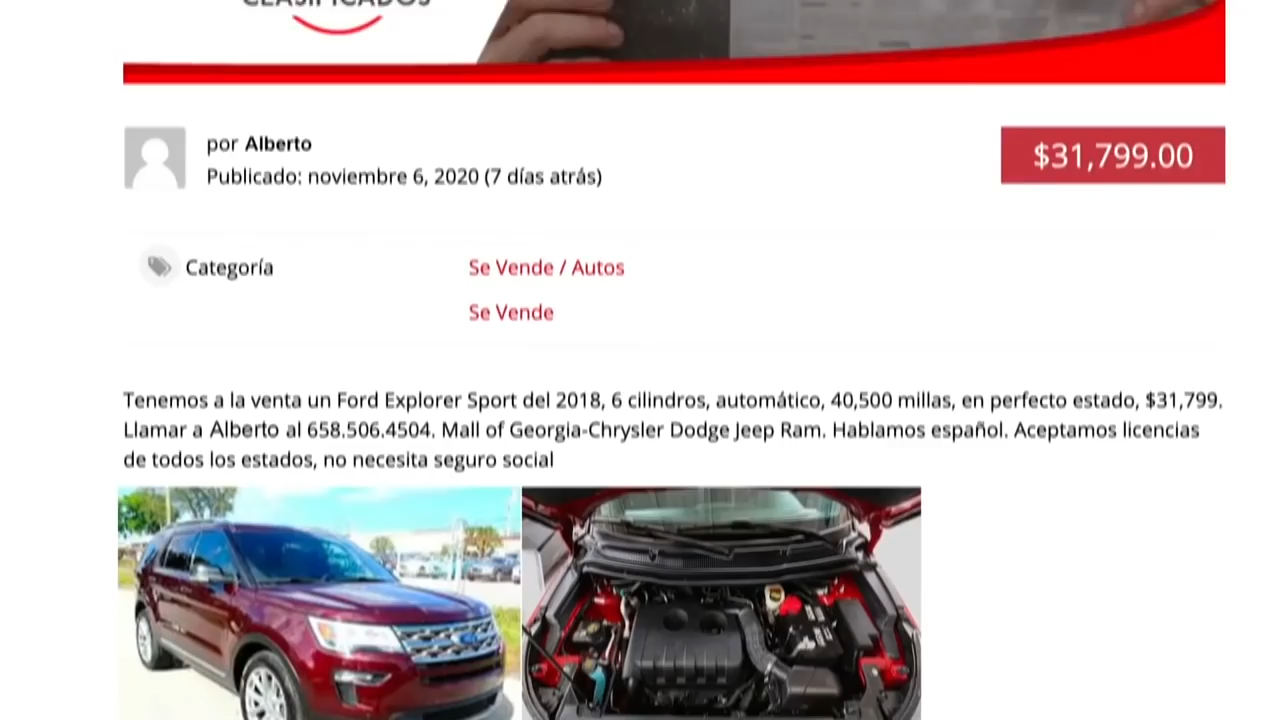 CLASIFICADOS
por Alberto
Publicado: noviembre 6, 2020 (7 días atrás)
$31,799.00
Categoría
Se Vende / Autos
Se Vende
Tenemos a la venta un Ford Explorer Sport del 2018, 6 cilindros, automático, 40,500 millas, en perfecto estado, $31,799.
Llamar a Alberto al 658.506.4504. Mall of Georgia-Chrysler Dodge Jeep Ram. Hablamos español. Aceptamos licencias
de todos los estados, no necesita seguro social